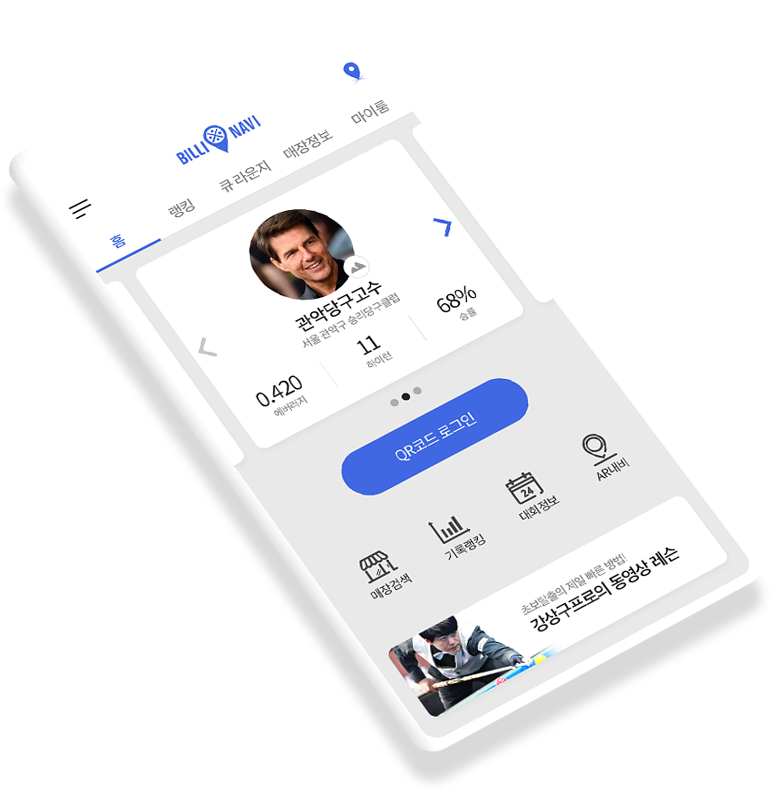 BILLI NAVI
홈 랭킹 큐라운지 매장정보 마이룸
관악당구고수
서울 관악구 승리당구클럽
0.420 11 68%
에버리지 하이런 승률
QR코드 로그인
24
매장검색 기록랭킹 대회정보 AR내비
초보탈출의 제일 빠른 방법!
강상구프로의 동영상 레슨